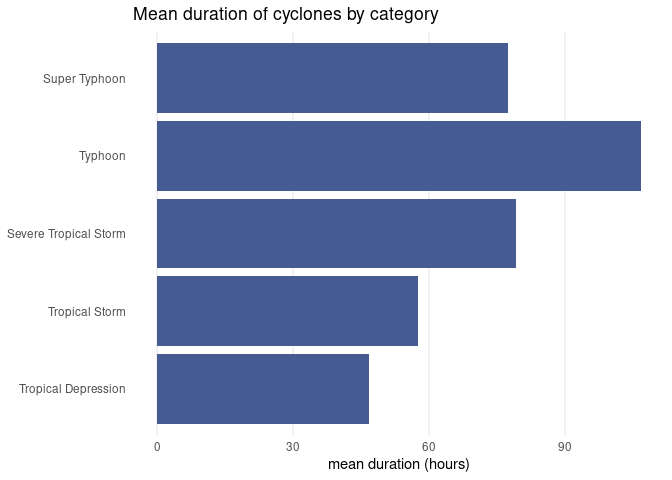 Mean duration of cyclones by category
Super Typhoon
Typhoon
Severe Tropical Storm
Tropical Storm
Tropical Depression
0 30 60 90
mean duration (hours)